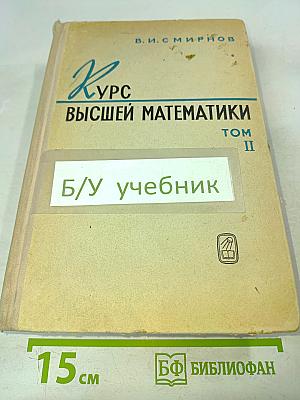 В.И.СМИРНОВ
КУРС
ВЫСШЕЙ МАТЕМАТИКИ
ТОМ
II
Б/У учебник
15 см
БФ БИБЛИОФАН